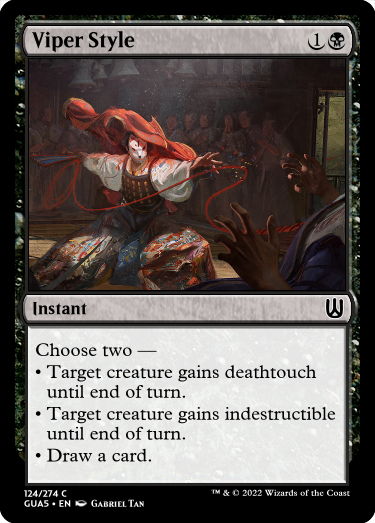 Viper Style 1
Instant
Choose two —
• Target creature gains deathtouch
until end of turn.
• Target creature gains indestructible
until end of turn.
• Draw a card.
124/274 C
GUA5 • EN Gabriel Tan
™ & © 2022 Wizards of the Coast